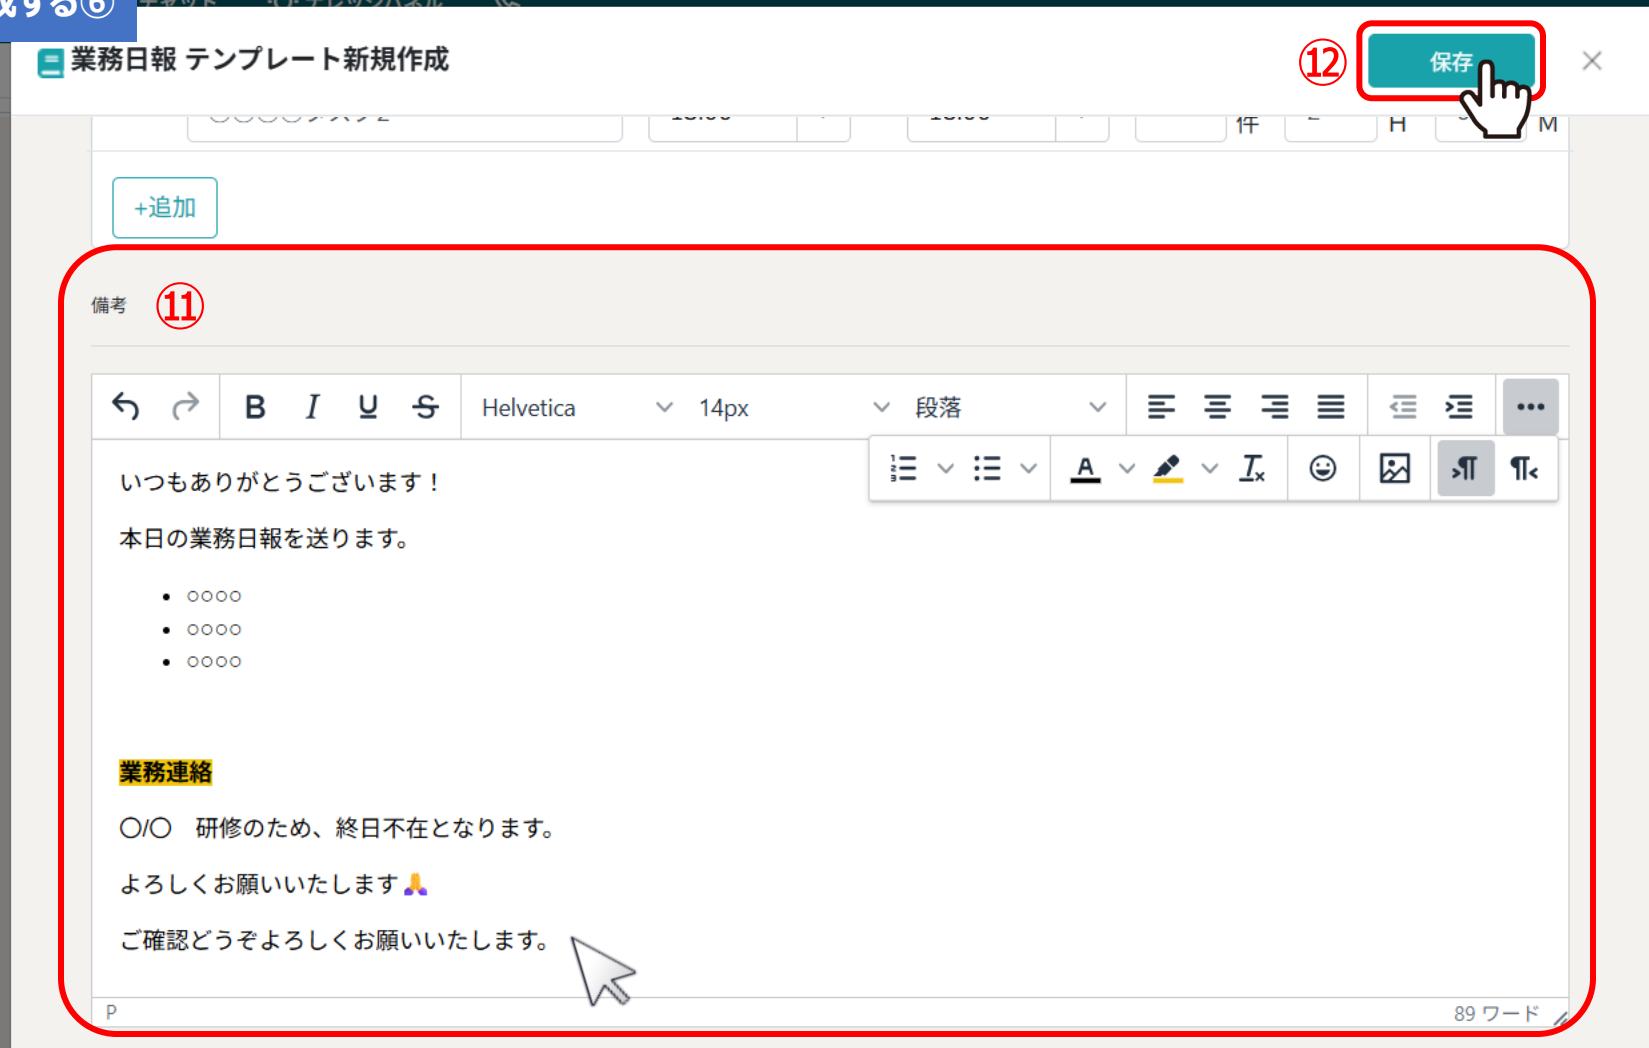 する⑥
業務日報 テンプレート新規作成
⑫
保存
件
H
M
+追加
備考
⑪
Helvetica
14px
段落
いつもありがとうございます！
本日の業務日報を送ります。
• ○○○○
• ○○○○
• ○○○○
業務連絡
〇/〇　研修のため、終日不在となります。
よろしくお願いいたします🙏
ご確認どうぞよろしくお願いいたします。
P
89 ワード